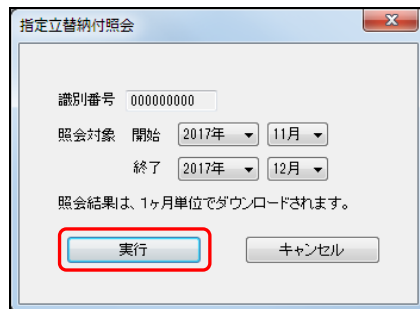 指定立替納付照会
識別番号 000000000
照会対象 開始 2017年 11月
終了 2017年 12月
照会結果は、1ヶ月単位でダウンロードされます。
実行 キャンセル